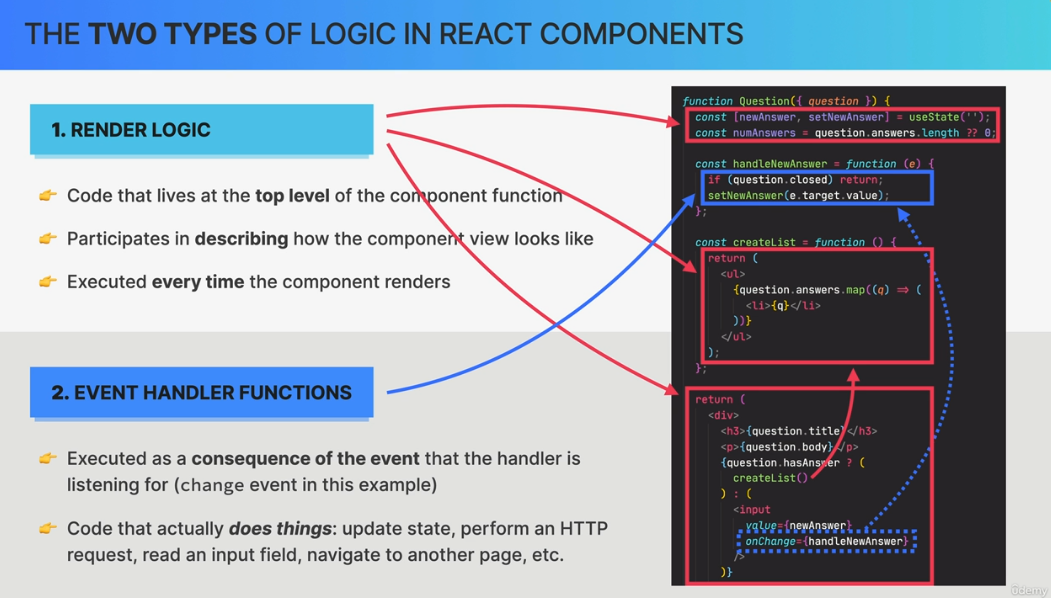 THE TWO TYPES OF LOGIC IN REACT COMPONENTS
1. RENDER LOGIC
👉 Code that lives at the top level of the component function
👉 Participates in describing how the component view looks like
👉 Executed every time the component renders
2. EVENT HANDLER FUNCTIONS
👉 Executed as a consequence of the event that the handler is
listening for (change event in this example)
👉 Code that actually does things: update state, perform an HTTP
request, read an input field, navigate to another page, etc.
function Question({ question }) {
const [newAnswer, setNewAnswer] = useState('');
const numAnswers = question.answers.length ?? 0;
const handleNewAnswer = function (e) {
if (question.closed) return;
setNewAnswer(e.target.value);
};
const createList = function () {
return (
<ul>
{question.answers.map((q) => (
<li>{q}</li>
))}
</ul>
);
};
return (
<div>
<h3>{question.title}</h3>
<p>{question.body}</p>
{question.hasAnswer ? (
createList()
) : (
<input
value={newAnswer}
onChange={handleNewAnswer}
/>
)}
ûdemy